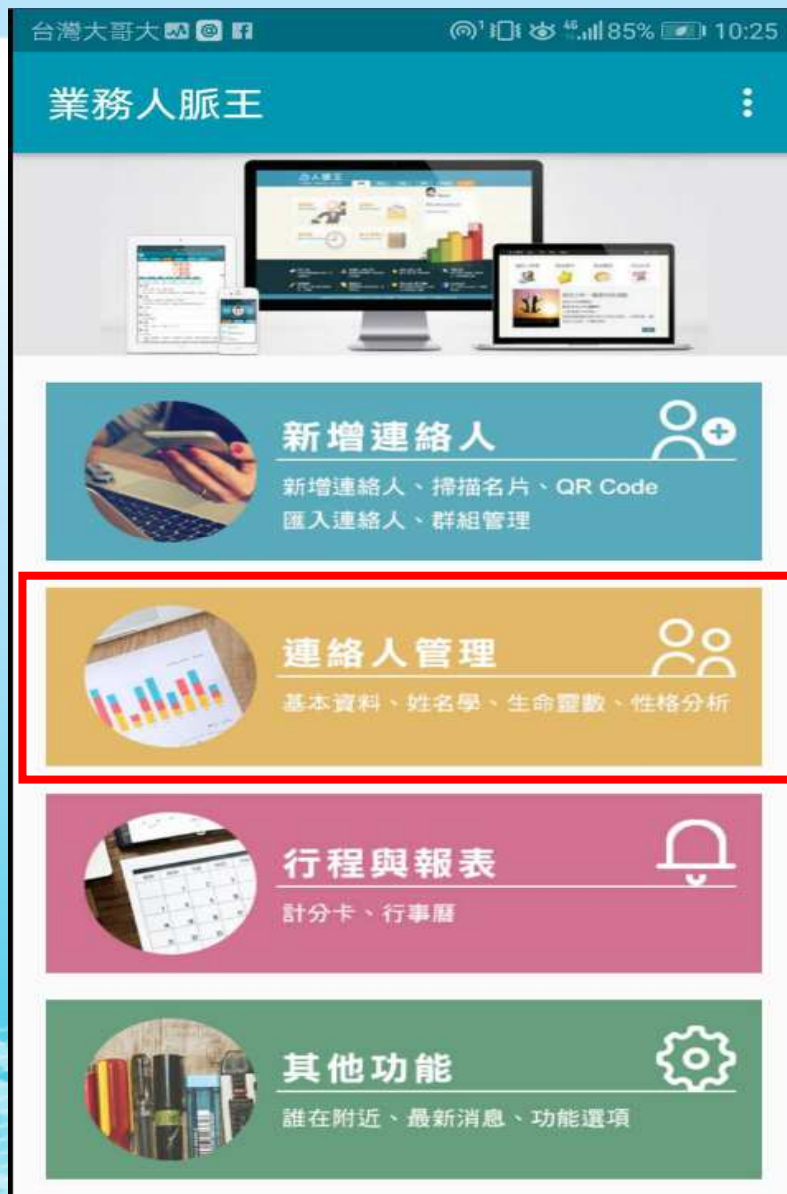 台灣大哥大 46 85% 10:25
業務人脈王
新增連絡人
新增連絡人、掃描名片、QR Code
匯入連絡人、群組管理
連絡人管理
基本資料、姓名學、生命靈數、性格分析
行程與報表
計分卡、行事曆
其他功能
誰在附近、最新消息、功能選項